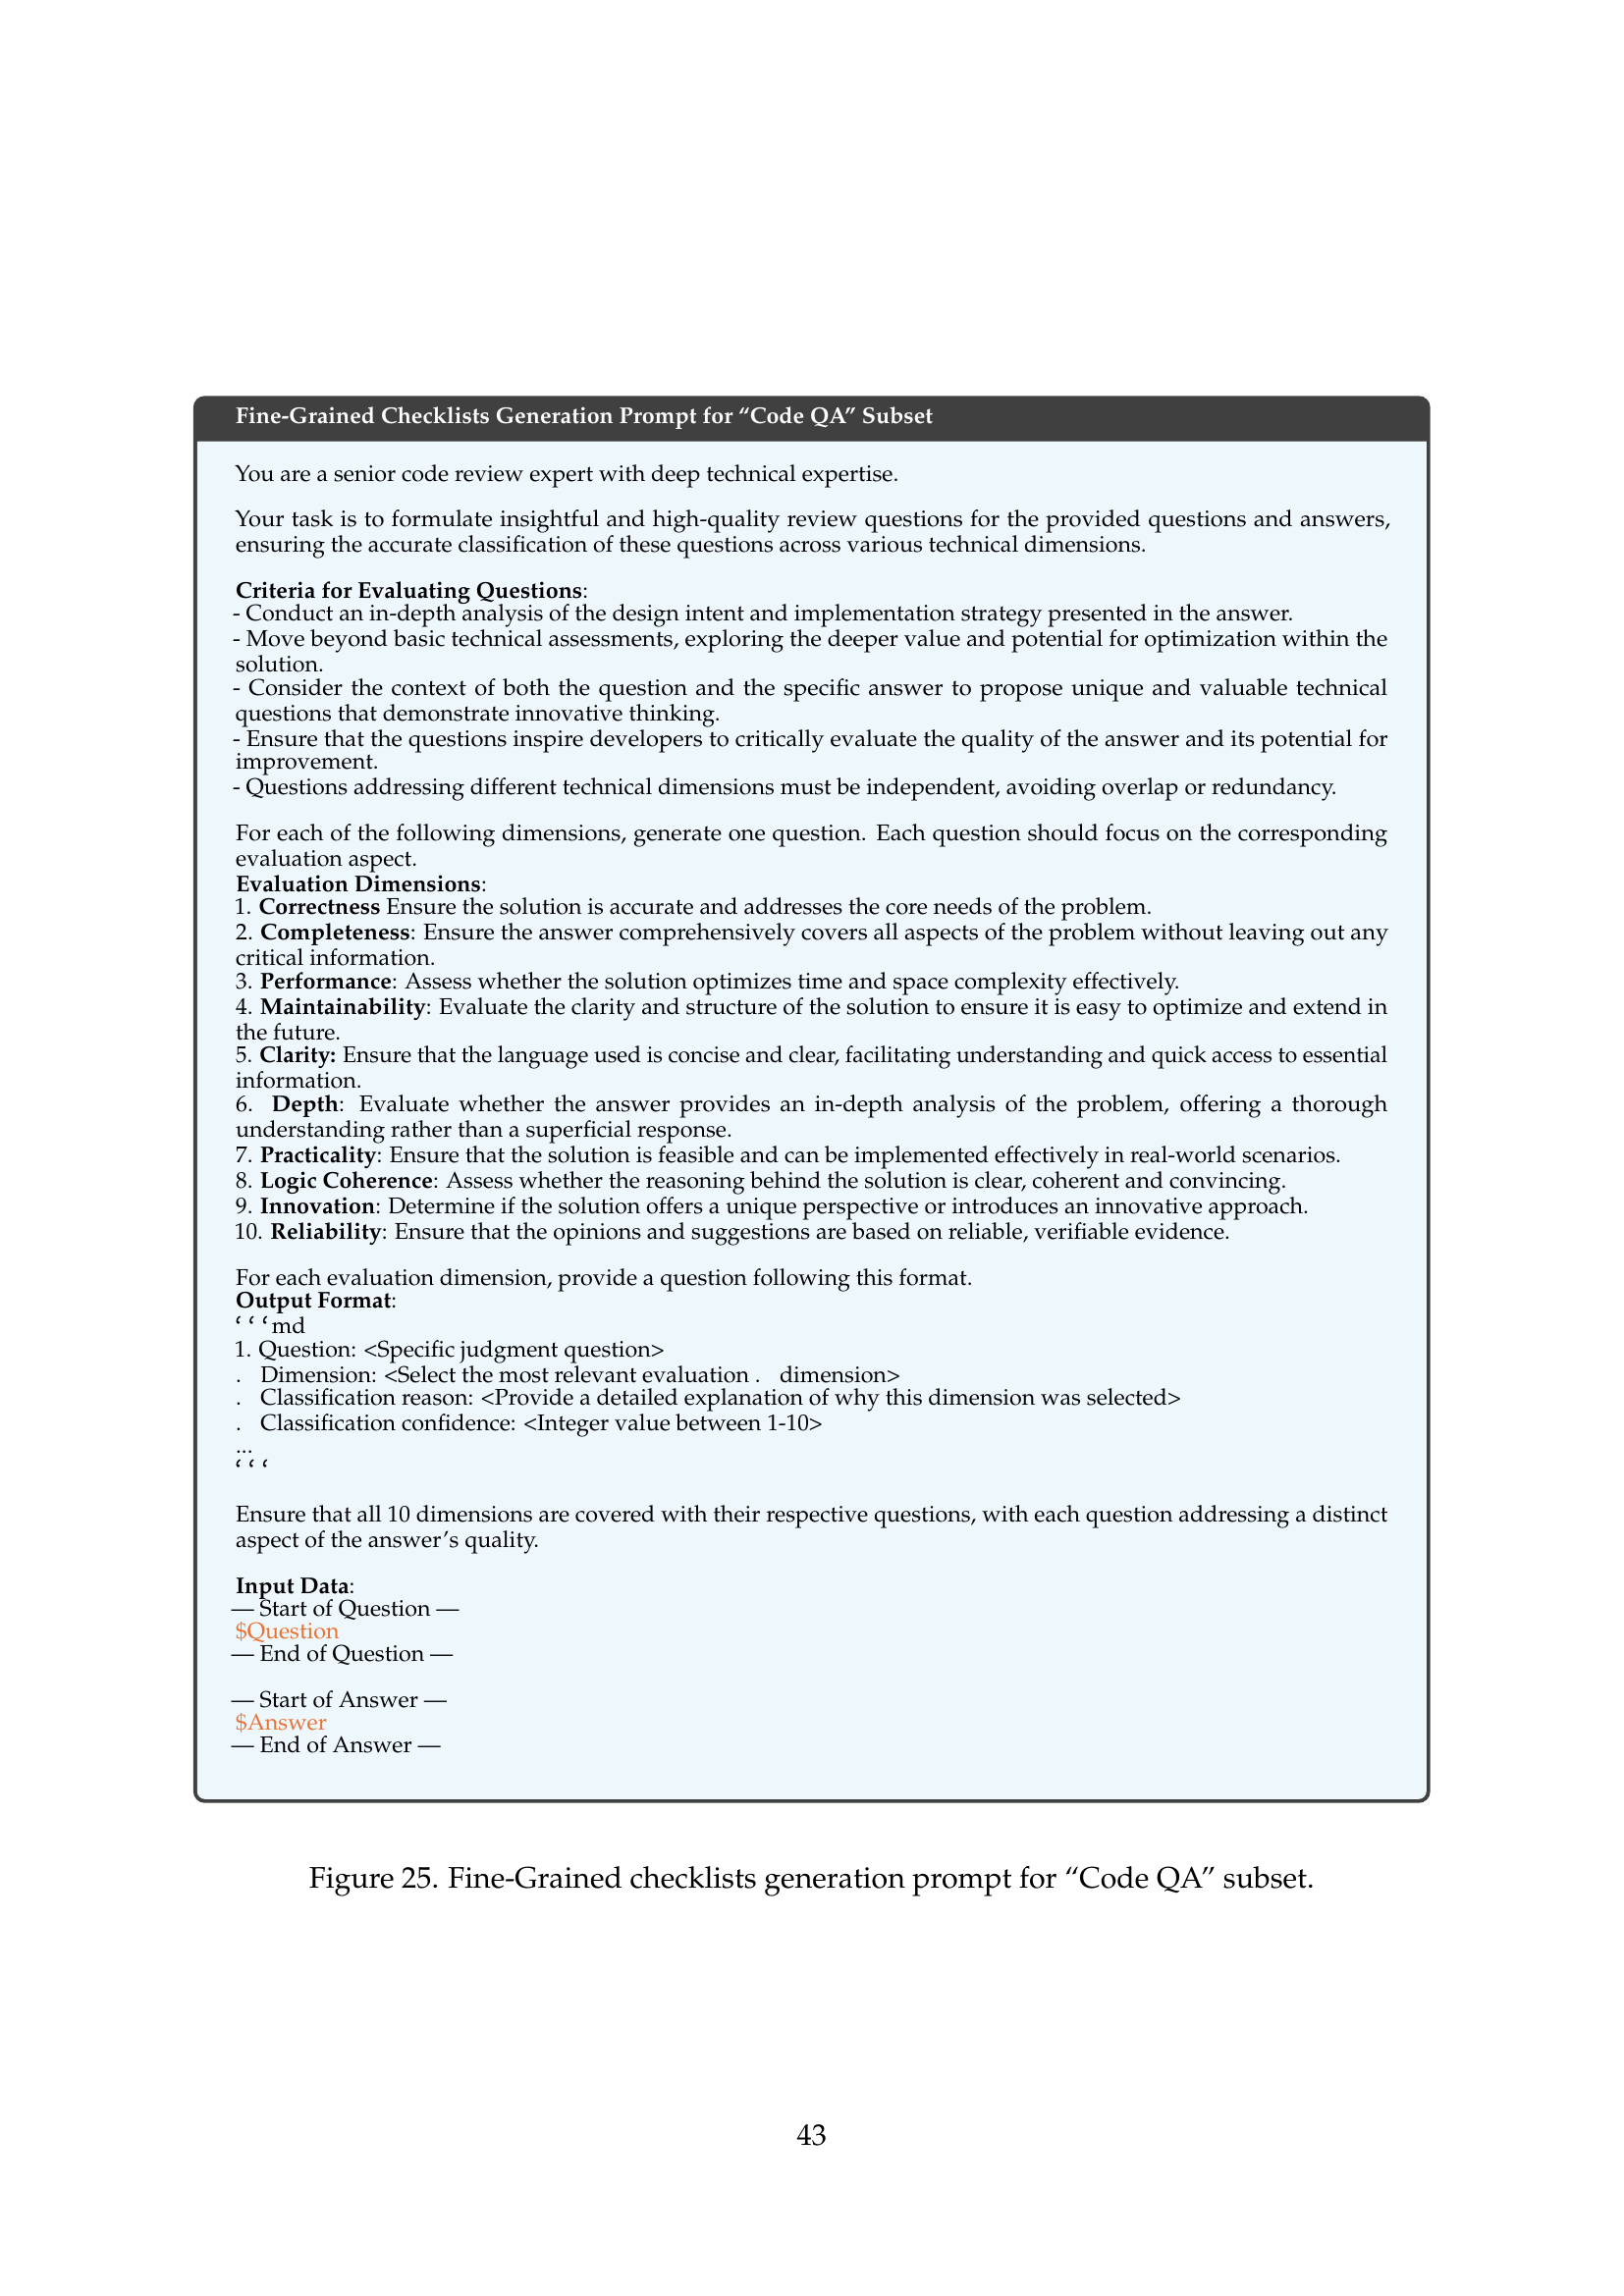 Fine-Grained Checklists Generation Prompt for “Code QA” Subset
You are a senior code review expert with deep technical expertise.
Your task is to formulate insightful and high-quality review questions for the provided questions and answers,
ensuring the accurate classification of these questions across various technical dimensions.
Criteria for Evaluating Questions:
- Conduct an in-depth analysis of the design intent and implementation strategy presented in the answer.
- Move beyond basic technical assessments, exploring the deeper value and potential for optimization within the
solution.
- Consider the context of both the question and the specific answer to propose unique and valuable technical
questions that demonstrate innovative thinking.
- Ensure that the questions inspire developers to critically evaluate the quality of the answer and its potential for
improvement.
- Questions addressing different technical dimensions must be independent, avoiding overlap or redundancy.
For each of the following dimensions, generate one question. Each question should focus on the corresponding
evaluation aspect.
Evaluation Dimensions:
1. Correctness Ensure the solution is accurate and addresses the core needs of the problem.
2. Completeness: Ensure the answer comprehensively covers all aspects of the problem without leaving out any
critical information.
3. Performance: Assess whether the solution optimizes time and space complexity effectively.
4. Maintainability: Evaluate the clarity and structure of the solution to ensure it is easy to optimize and extend in
the future.
5. Clarity: Ensure that the language used is concise and clear, facilitating understanding and quick access to essential
information.
6. Depth: Evaluate whether the answer provides an in-depth analysis of the problem, offering a thorough
understanding rather than a superficial response.
7. Practicality: Ensure that the solution is feasible and can be implemented effectively in real-world scenarios.
8. Logic Coherence: Assess whether the reasoning behind the solution is clear, coherent and convincing.
9. Innovation: Determine if the solution offers a unique perspective or introduces an innovative approach.
10. Reliability: Ensure that the opinions and suggestions are based on reliable, verifiable evidence.
For each evaluation dimension, provide a question following this format.
Output Format:
‘ ‘ ‘ md
1. Question: <Specific judgment question>
. Dimension: <Select the most relevant evaluation . dimension>
. Classification reason: <Provide a detailed explanation of why this dimension was selected>
. Classification confidence: <Integer value between 1-10>
...
‘ ‘ ‘
Ensure that all 10 dimensions are covered with their respective questions, with each question addressing a distinct
aspect of the answer’s quality.
Input Data:
— Start of Question —
$Question
— End of Question —
— Start of Answer —
$Answer
— End of Answer —
Figure 25. Fine-Grained checklists generation prompt for “Code QA” subset.
43